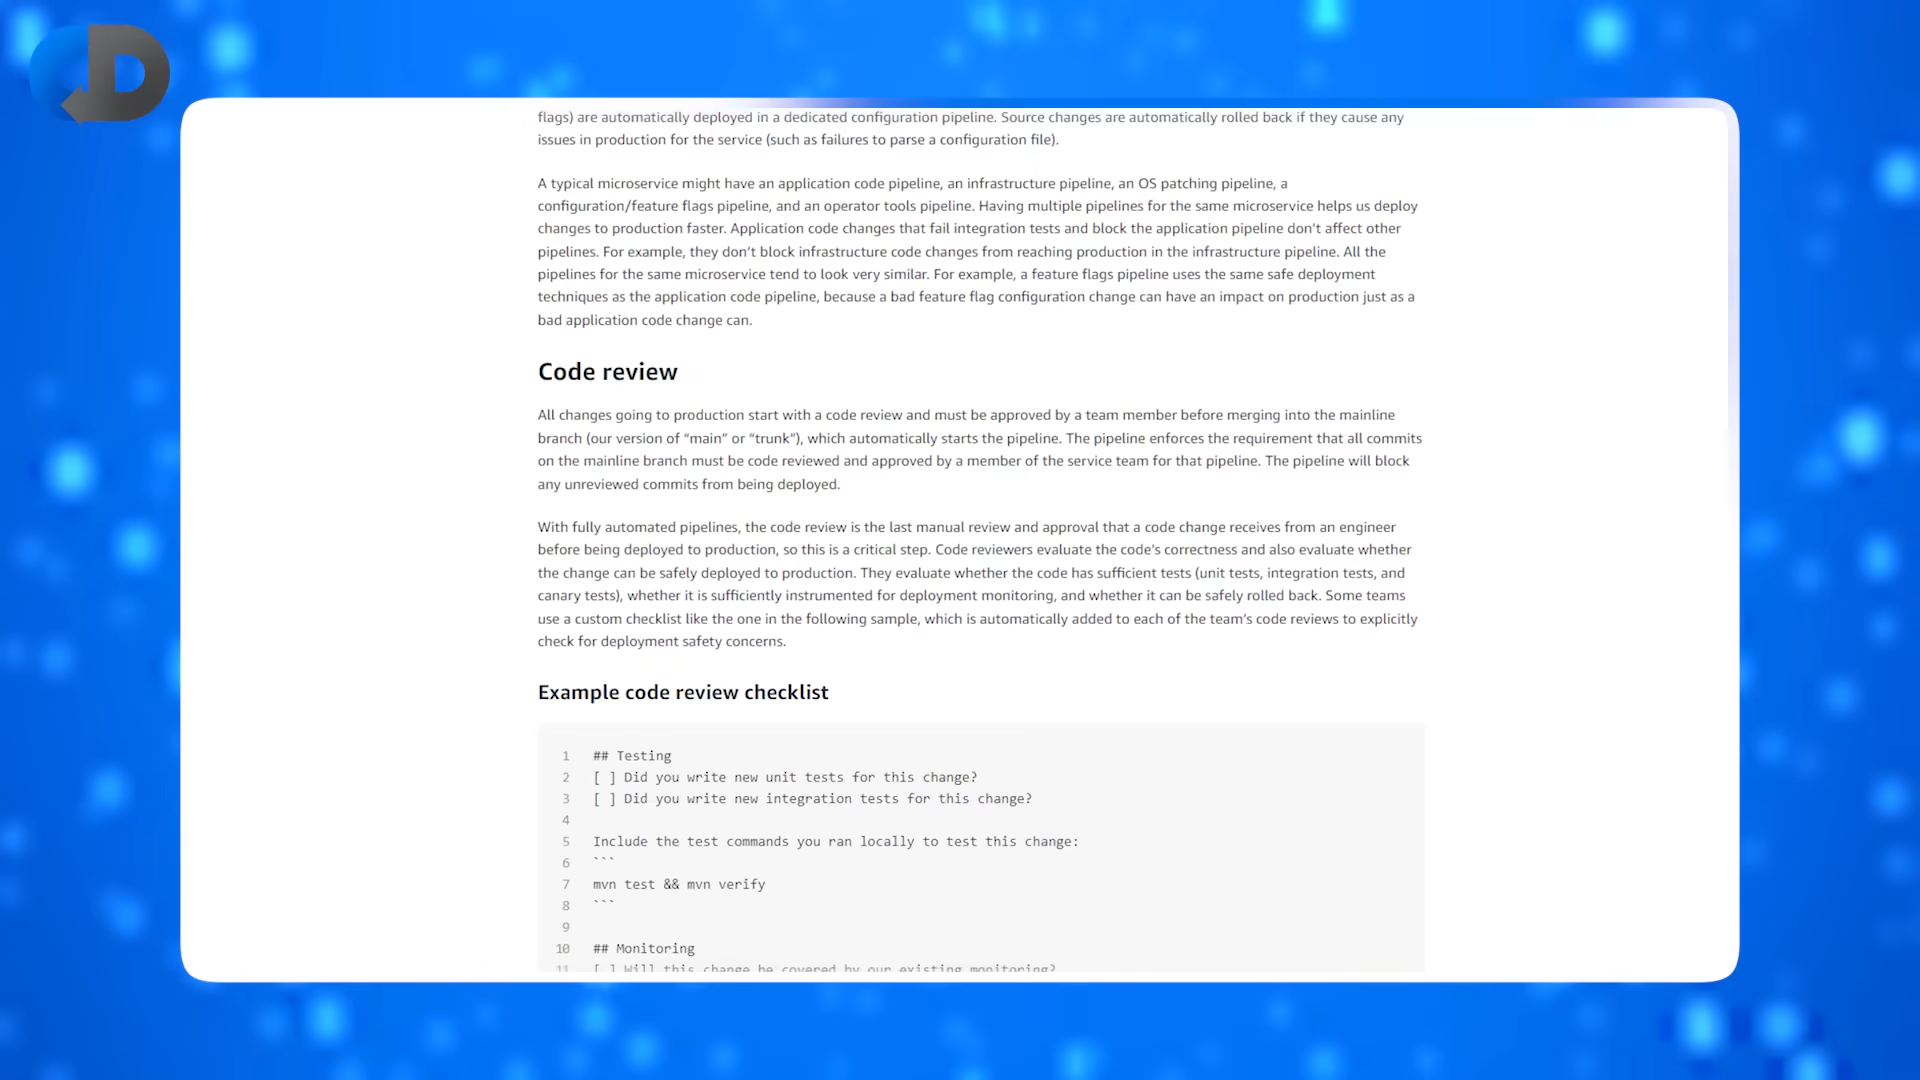 D
flags) are automatically deployed in a dedicated configuration pipeline. Source changes are automatically rolled back if they cause any
issues in production for the service (such as failures to parse a configuration file).
A typical microservice might have an application code pipeline, an infrastructure pipeline, an OS patching pipeline, a
configuration/feature flags pipeline, and an operator tools pipeline. Having multiple pipelines for the same microservice helps us deploy
changes to production faster. Application code changes that fail integration tests and block the application pipeline don't affect other
pipelines. For example, they don't block infrastructure code changes from reaching production in the infrastructure pipeline. All the
pipelines for the same microservice tend to look very similar. For example, a feature flags pipeline uses the same safe deployment
techniques as the application code pipeline, because a bad feature flag configuration change can have an impact on production just as a
bad application code change can.
Code review
All changes going to production start with a code review and must be approved by a team member before merging into the mainline
branch (our version of “main” or “trunk”), which automatically starts the pipeline. The pipeline enforces the requirement that all commits
on the mainline branch must be code reviewed and approved by a member of the service team for that pipeline. The pipeline will block
any unreviewed commits from being deployed.
With fully automated pipelines, the code review is the last manual review and approval that a code change receives from an engineer
before being deployed to production, so this is a critical step. Code reviewers evaluate the code's correctness and also evaluate whether
the change can be safely deployed to production. They evaluate whether the code has sufficient tests (unit tests, integration tests, and
canary tests), whether it is sufficiently instrumented for deployment monitoring, and whether it can be safely rolled back. Some teams
use a custom checklist like the one in the following sample, which is automatically added to each of the team's code reviews to explicitly
check for deployment safety concerns.
Example code review checklist
1 ## Testing
2 [ ] Did you write new unit tests for this change?
3 [ ] Did you write new integration tests for this change?
4
5 Include the test commands you ran locally to test this change:
6 ```
7 mvn test && mvn verify
8 ```
9
10 ## Monitoring
11 [ ] Will this change be covered by our existing monitoring?